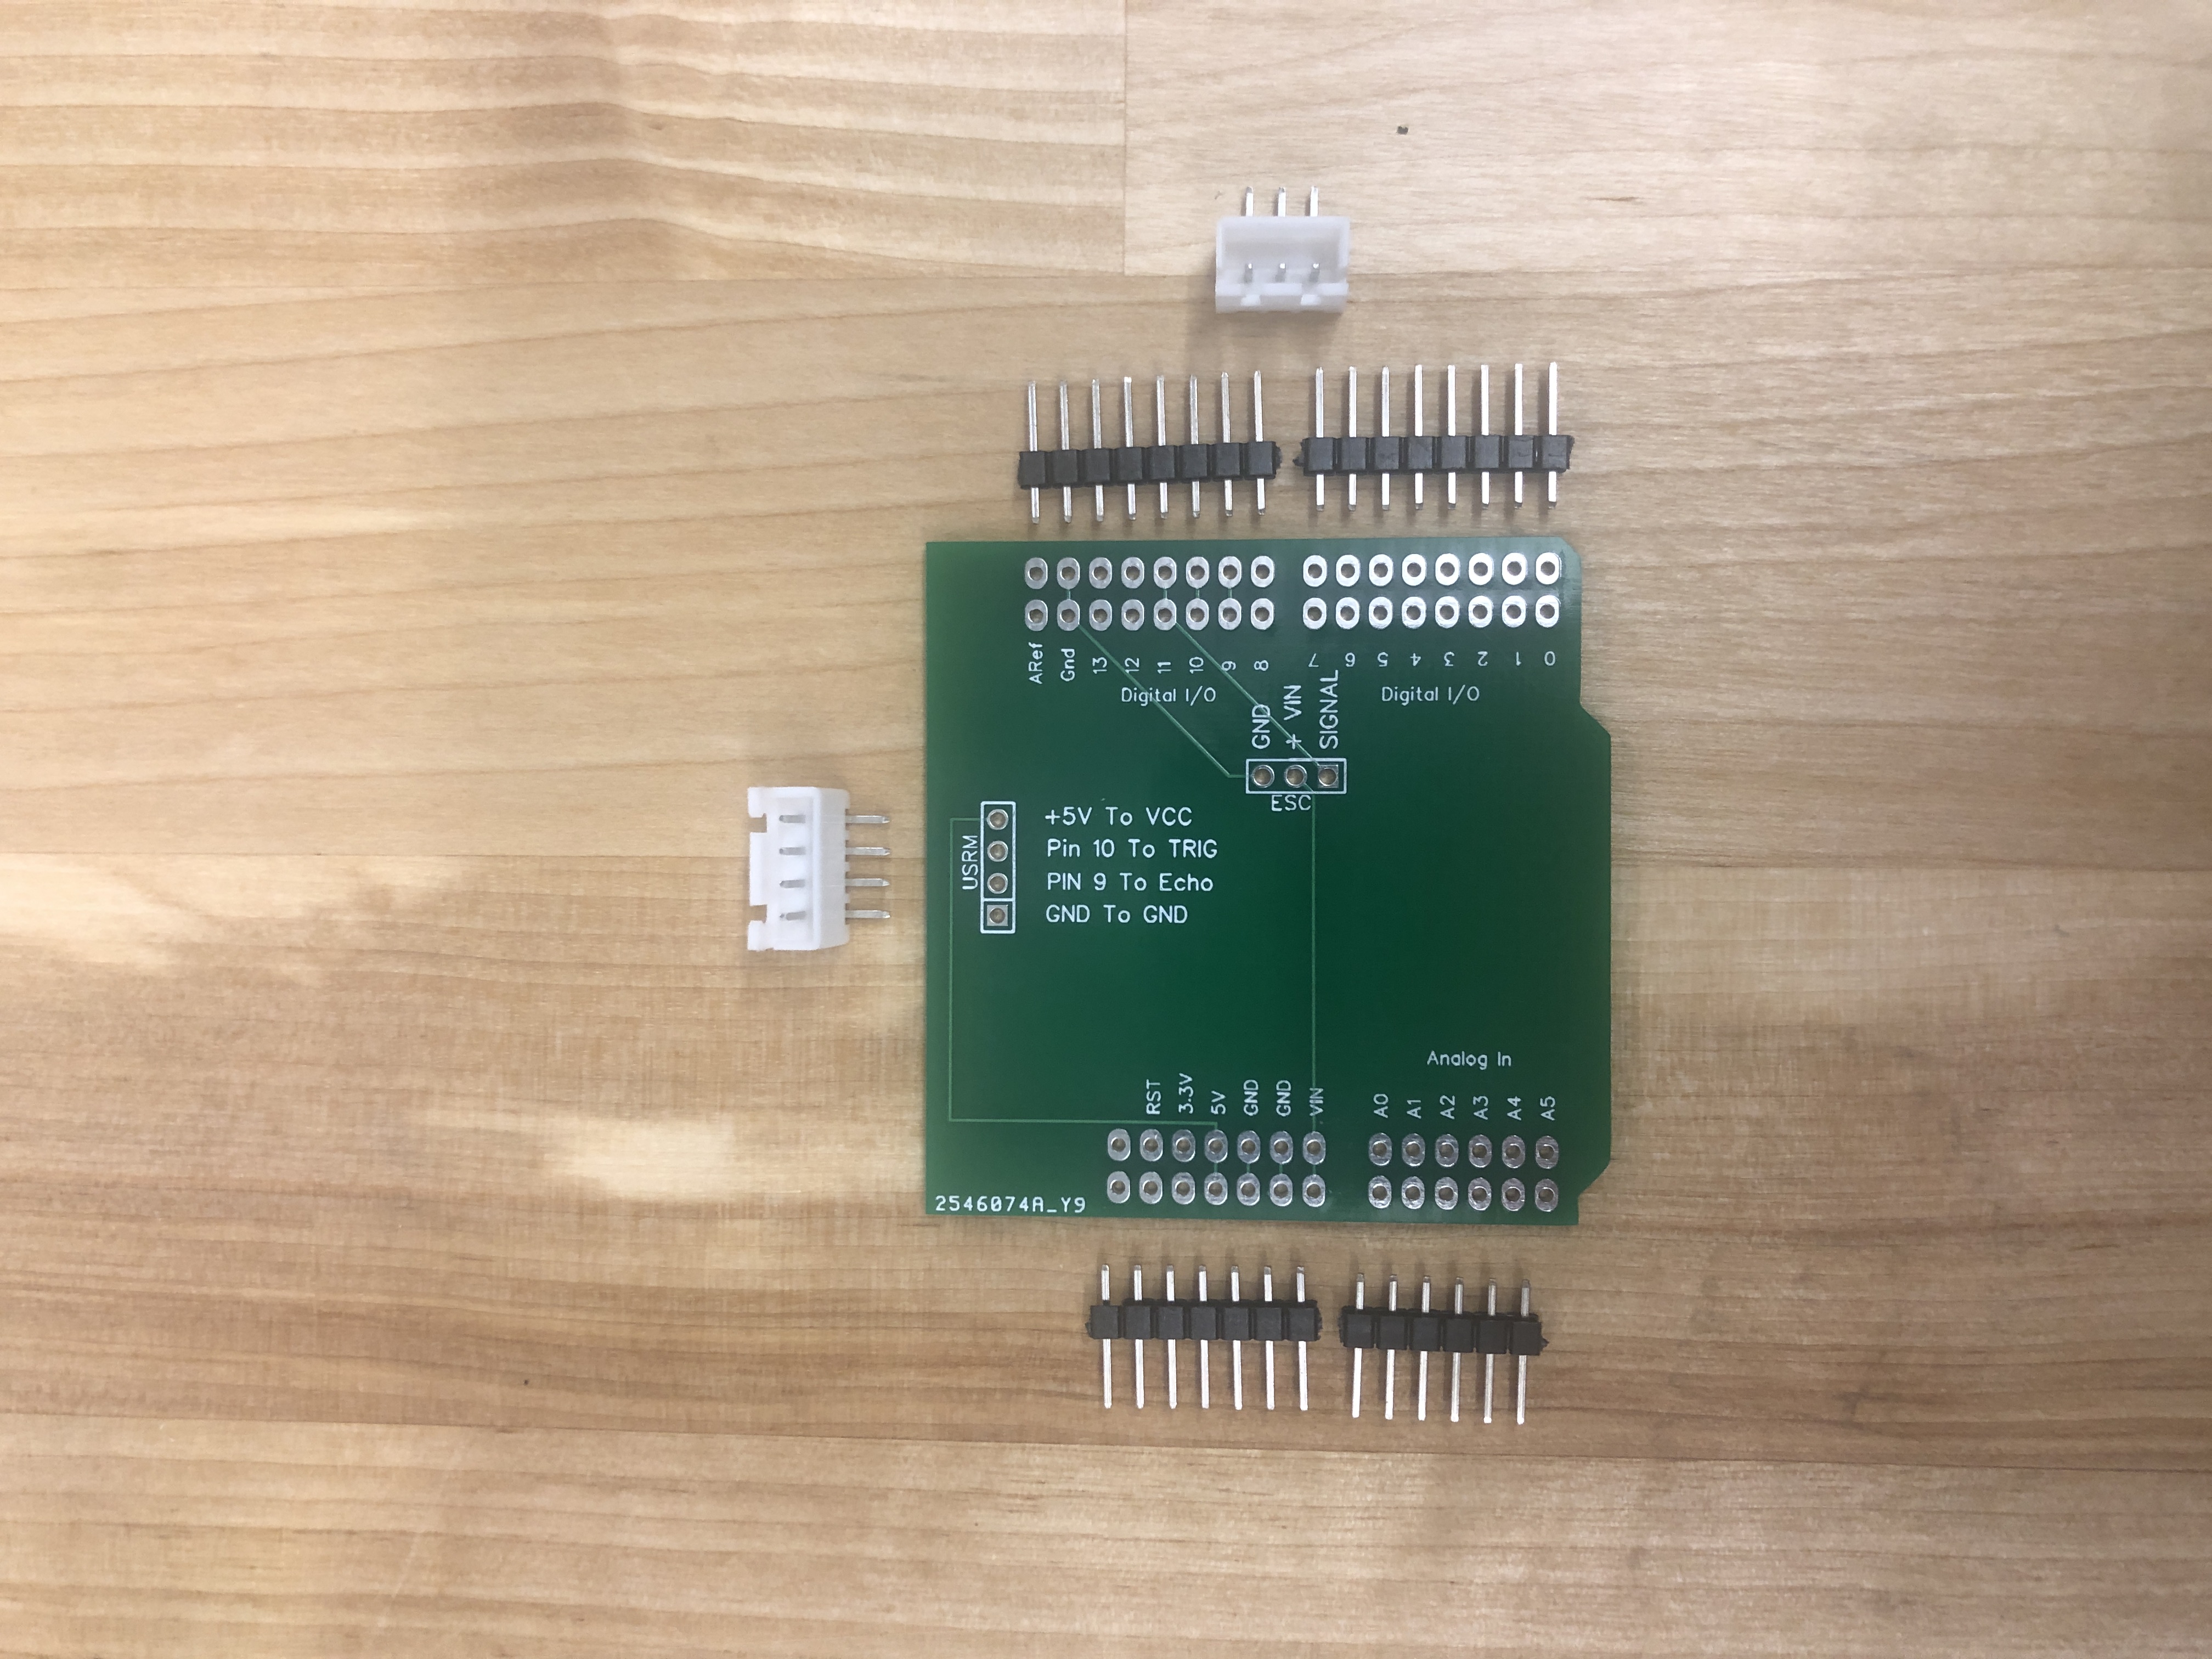 2546074A_Y9
USRM
+5V To VCC
Pin 10 To TRIG
PIN 9 To Echo
GND To GND
ARef
Gnd
13
12
11
10
9
8
Digital I/O
RST
3.3V
5V
GND
GND
VIN
ESC
GND
+ VIN
SIGNAL
7
6
5
4
3
2
1
0
Digital I/O
A0
A1
A2
A3
A4
A5
Analog In